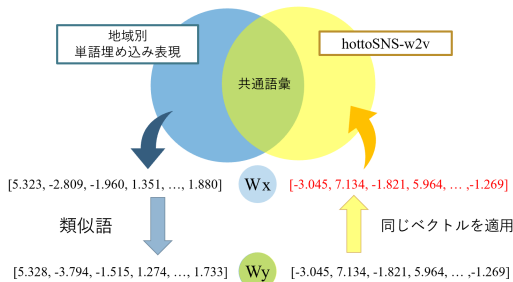 地域別
単語埋め込み表現
hottoSNS-w2v
共通語彙
[5.323, -2.809, -1.960, 1.351, …, 1.880]
Wx
[-3.045, 7.134, -1.821, 5.964, … ,-1.269]
類似語
同じベクトルを適用
[5.328, -3.794, -1.515, 1.274, …, 1.733]
Wy
[-3.045, 7.134, -1.821, 5.964, … ,-1.269]